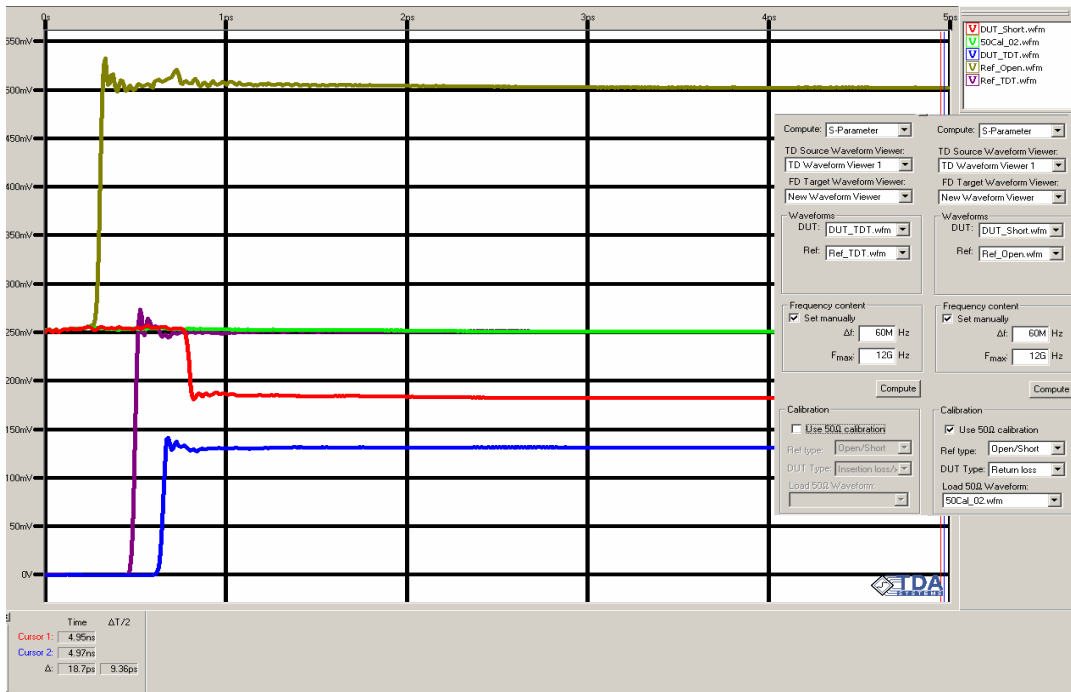 0s 1ns 2ns 3ns 4ns 5ns
550mV
500mV
450mV
400mV
350mV
300mV
250mV
200mV
150mV
100mV
50mV
0V
V DUT_Short.wfm
V 50Cal_02.wfm
V DUT_TDT.wfm
V Ref_Open.wfm
V Ref_TDT.wfm
Compute: S-Parameter
TD Source Waveform Viewer:
TD Waveform Viewer 1
FD Target Waveform Viewer:
New Waveform Viewer
Waveforms
DUT: DUT_TDT.wfm
Ref: Ref_TDT.wfm
Frequency content
Set manually
Δf: 60M Hz
Fmax: 12G Hz
Compute
Calibration
Use 50Ω calibration
Ref type: Open/Short
DUT Type: Insertion loss/
Load 50Ω Waveform:
Compute: S-Parameter
TD Source Waveform Viewer:
TD Waveform Viewer 1
FD Target Waveform Viewer:
New Waveform Viewer
Waveforms
DUT: DUT_Short.wfm
Ref: Ref_Open.wfm
Frequency content
Set manually
Δf: 60M Hz
Fmax: 12G Hz
Compute
Calibration
Use 50Ω calibration
Ref type: Open/Short
DUT Type: Return loss
Load 50Ω Waveform:
50Cal_02.wfm
TDA
SYSTEMS
Time ΔT/2
Cursor 1: 4.95ns
Cursor 2: 4.97ns
Δ: 18.7ps 9.36ps